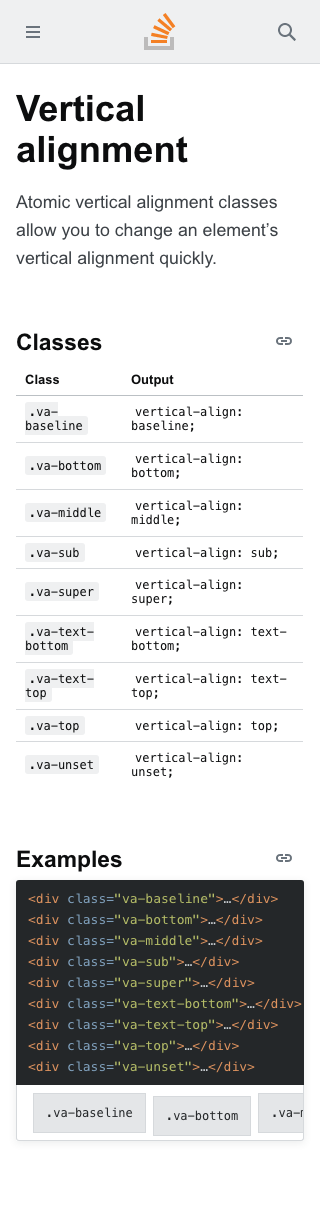 Vertical
alignment
Atomic vertical alignment classes
allow you to change an element’s
vertical alignment quickly.
Classes
Class Output
.va-
baseline
vertical-align:
baseline;
.va-bottom
vertical-align:
bottom;
.va-middle
vertical-align:
middle;
.va-sub vertical-align: sub;
.va-super
vertical-align:
super;
.va-text-
bottom
vertical-align: text-
bottom;
.va-text-
top
vertical-align: text-
top;
.va-top vertical-align: top;
.va-unset
vertical-align:
unset;
Examples
<div class="va-baseline">…</div>
<div class="va-bottom">…</div>
<div class="va-middle">…</div>
<div class="va-sub">…</div>
<div class="va-super">…</div>
<div class="va-text-bottom">…</div>
<div class="va-text-top">…</div>
<div class="va-top">…</div>
<div class="va-unset">…</div>
.va-baseline .va-bottom